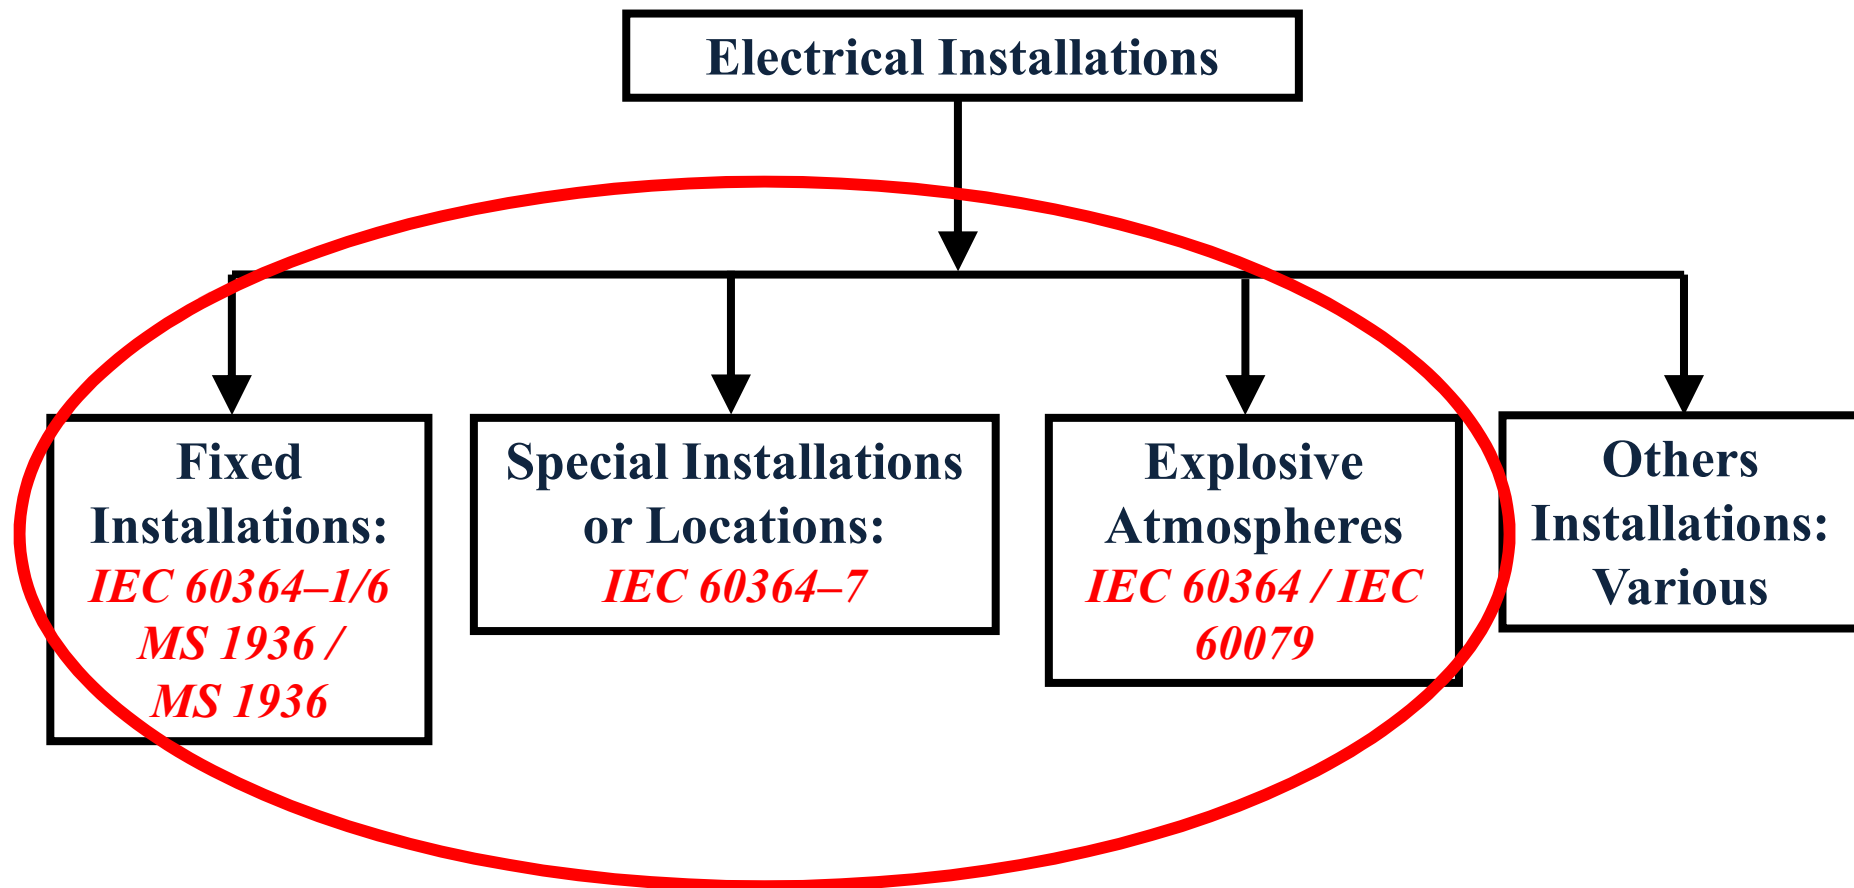 Electrical Installations
Fixed
Installations:
IEC 60364–1/6
MS 1936 /
MS 1936
Special Installations
or Locations:
IEC 60364–7
Explosive
Atmospheres
IEC 60364 / IEC
60079
Others
Installations:
Various